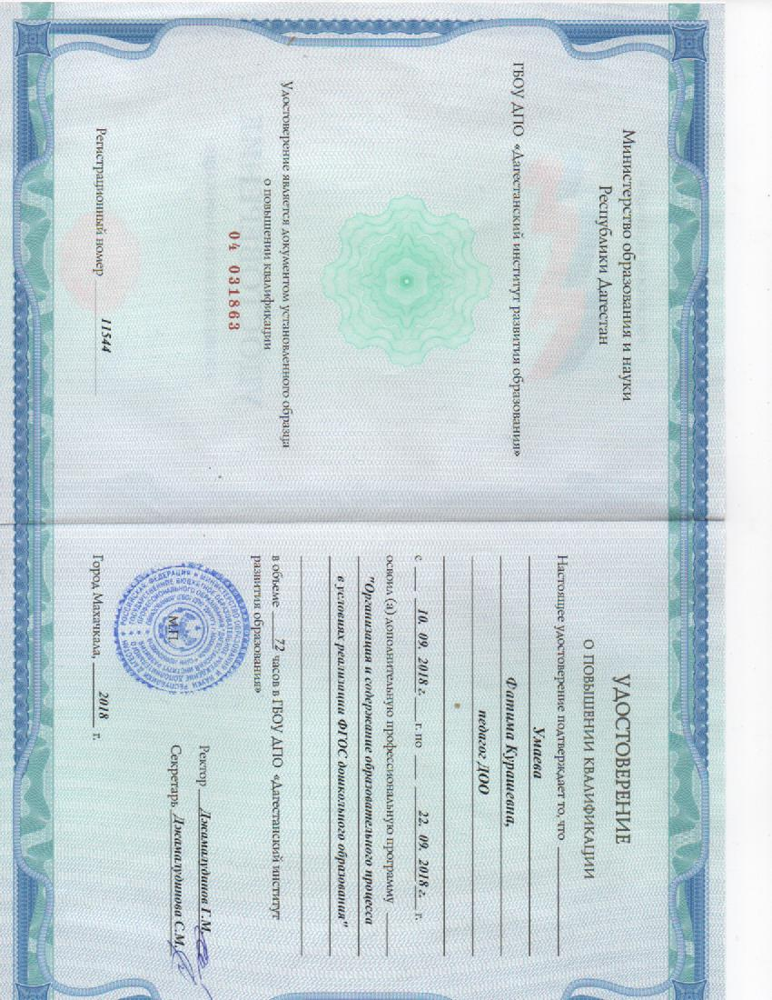 Министерство образования и науки
Республики Дагестан
ГБОУ ДПО «Дагестанский институт развития образования»
Удостоверение является документом установленного образца
о повышении квалификации
04 031863
Регистрационный номер 11544
УДОСТОВЕРЕНИЕ
О ПОВЫШЕНИИ КВАЛИФИКАЦИИ
Настоящее удостоверение подтверждает то, что
Умаева
Фатима Курашевна,
педагог ДОО
с 10. 09. 2018 г. г. по 22. 09. 2018 г. г.
освоил (а) дополнительную профессиональную программу
"Организация и содержание образовательного процесса
в условиях реализации ФГОС дошкольного образования"
в объеме 72 часов в ГБОУ ДПО «Дагестанский институт
развития образования»
Ректор Джамалудинов Г.М.
Секретарь Джамалудинова С.М.
М.П.
Город Махачкала, 2018 г.